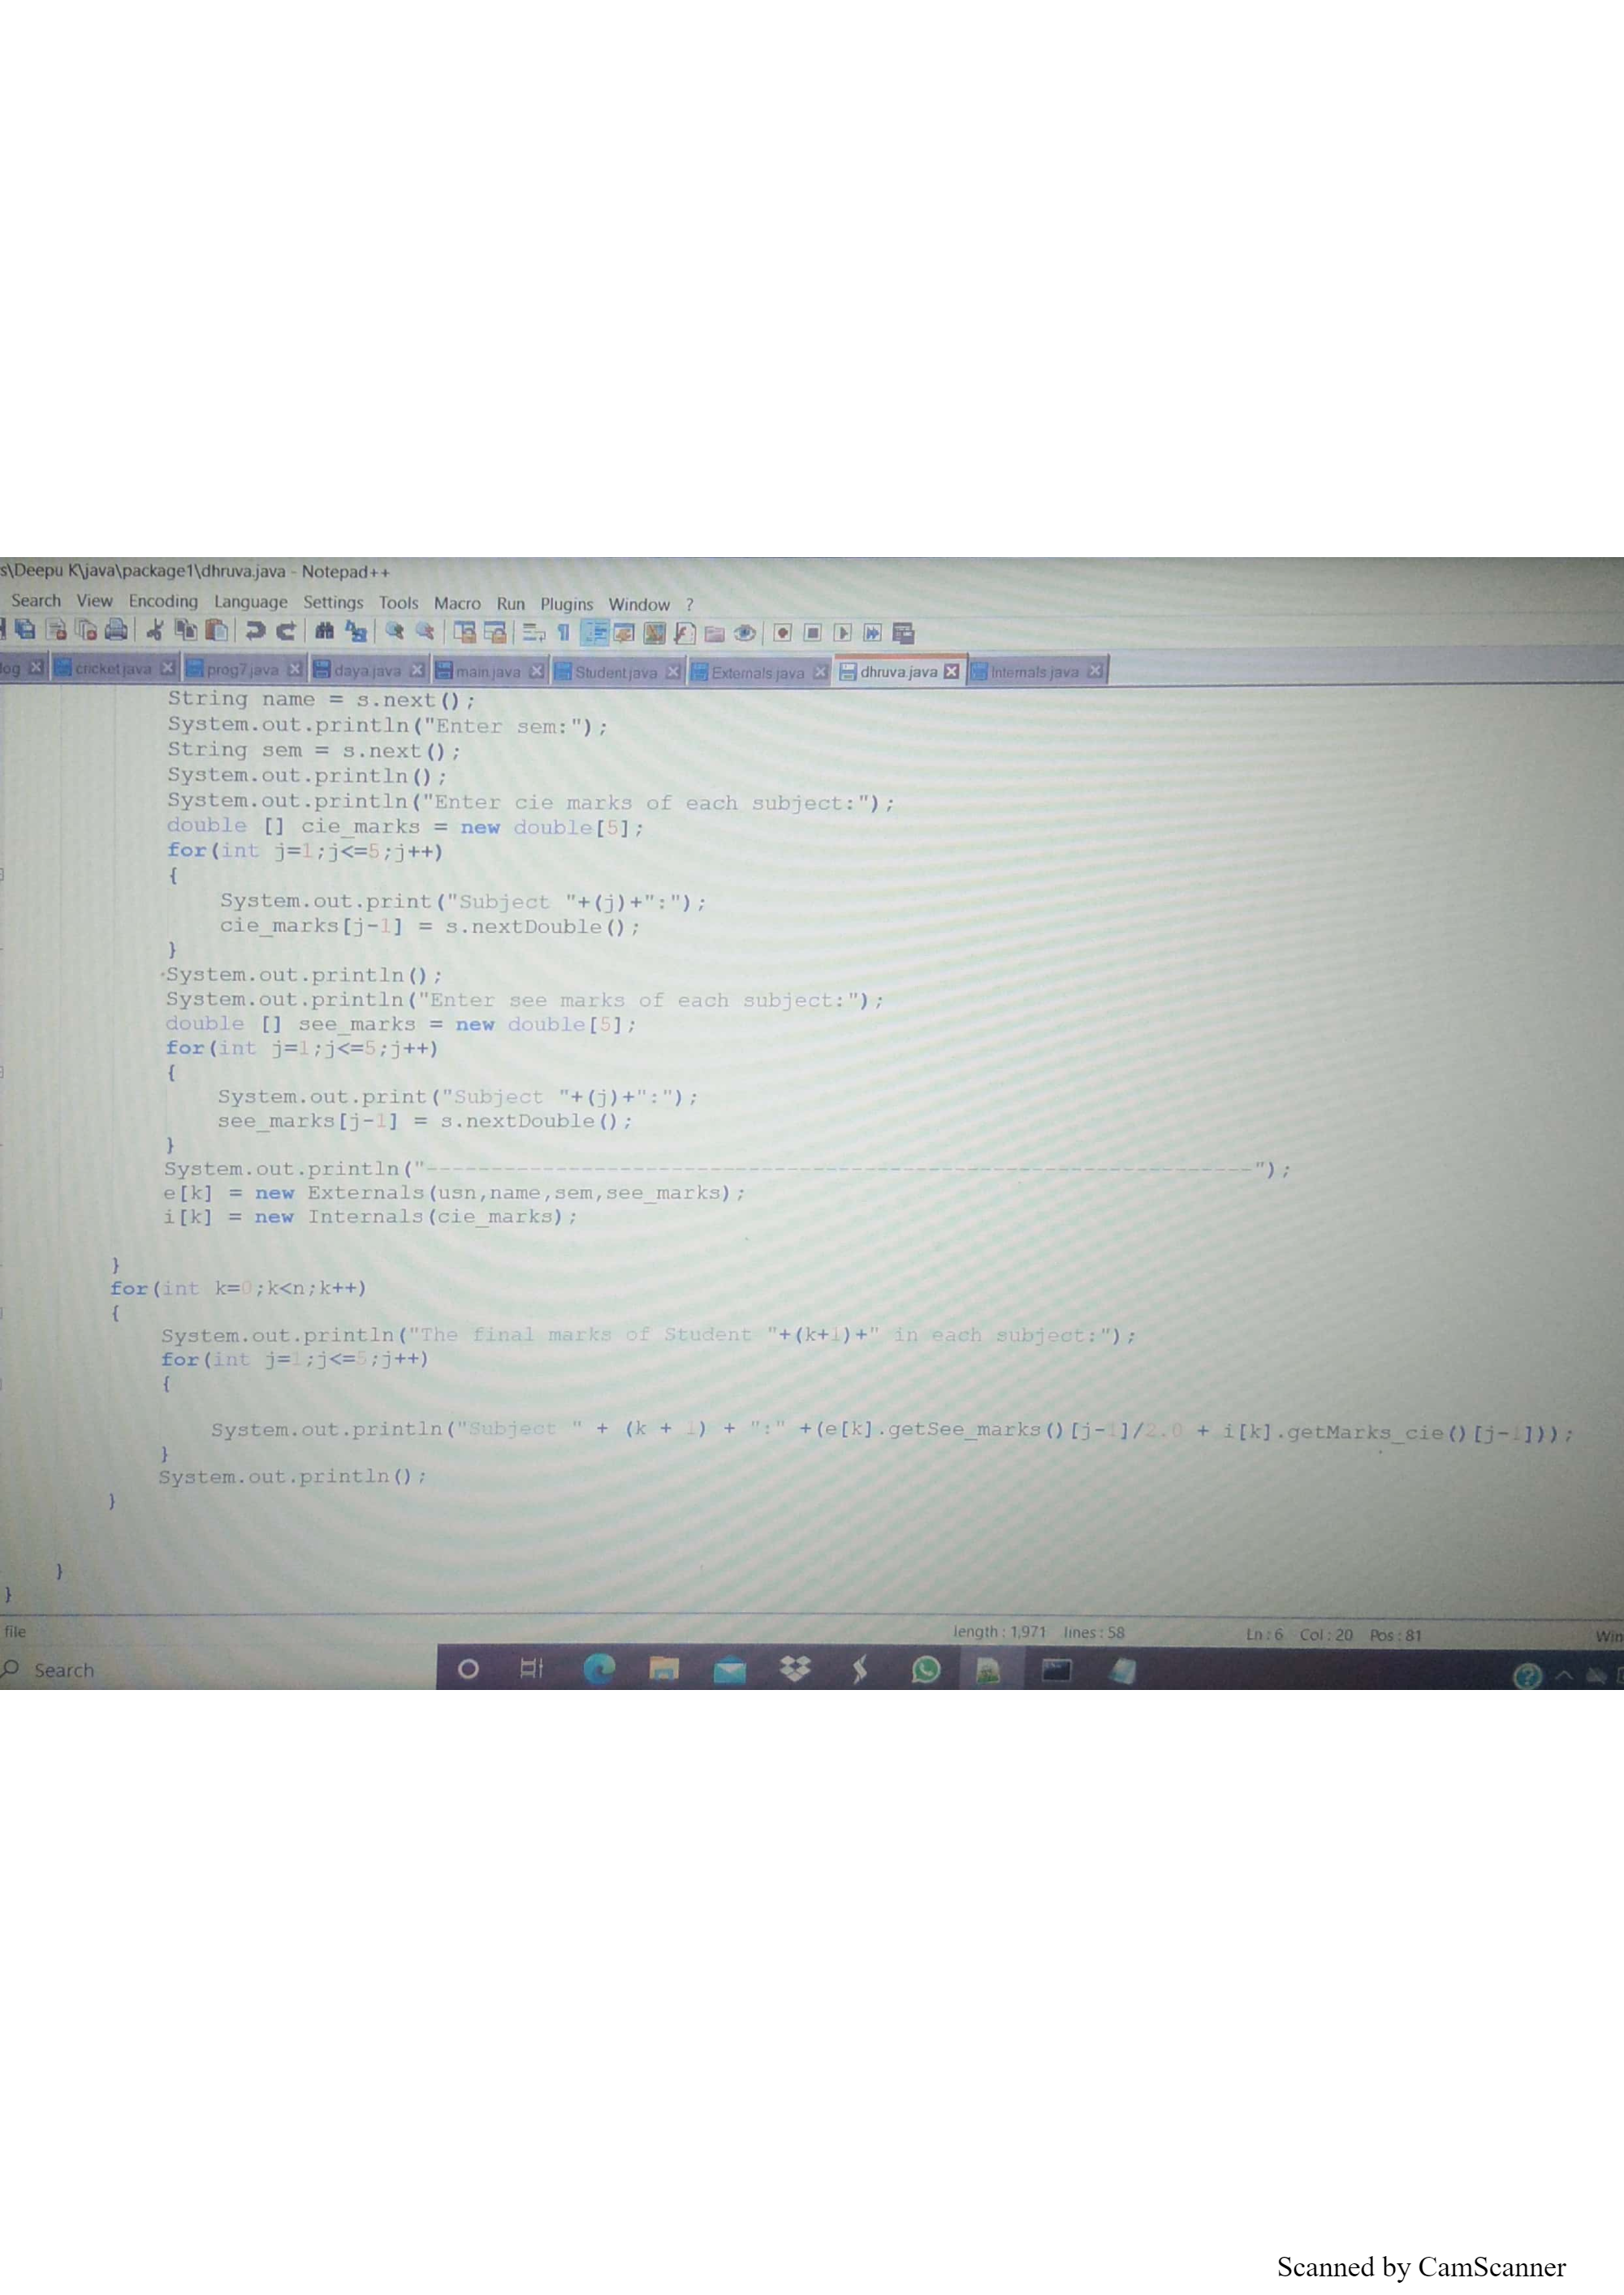 s\Deepu K\java\package1\dhruva.java - Notepad++
Search View Encoding Language Settings Tools Macro Run Plugins Window ?
log cricket.java prog7.java daya.java main.java Student.java Externals.java dhruva.java Internals.java
String name = s.next();
System.out.println("Enter sem:");
String sem = s.next();
System.out.println();
System.out.println("Enter cie marks of each subject:");
double [] cie_marks = new double[5];
for(int j=1;j<=5;j++)
{
System.out.print("Subject "+(j)+":");
cie_marks[j-1] = s.nextDouble();
}
System.out.println();
System.out.println("Enter see marks of each subject:");
double [] see_marks = new double[5];
for(int j=1;j<=5;j++)
{
System.out.print("Subject "+(j)+":");
see_marks[j-1] = s.nextDouble();
}
System.out.println("----------------------------------------------------------------");
e[k] = new Externals(usn,name,sem,see_marks);
i[k] = new Internals(cie_marks);
}
for(int k=0;k<n;k++)
{
System.out.println("The final marks of Student "+(k+1)+" in each subject:");
for(int j=1;j<=5;j++)
{
System.out.println("Subject " + (k + 1) + ":" +(e[k].getSee_marks()[j-1]/2.0 + i[k].getMarks_cie()[j-1]));
}
System.out.println();
}
}
}
file length : 1,971 lines : 58 Ln : 6 Col : 20 Pos : 81 Win
Search
Scanned by CamScanner